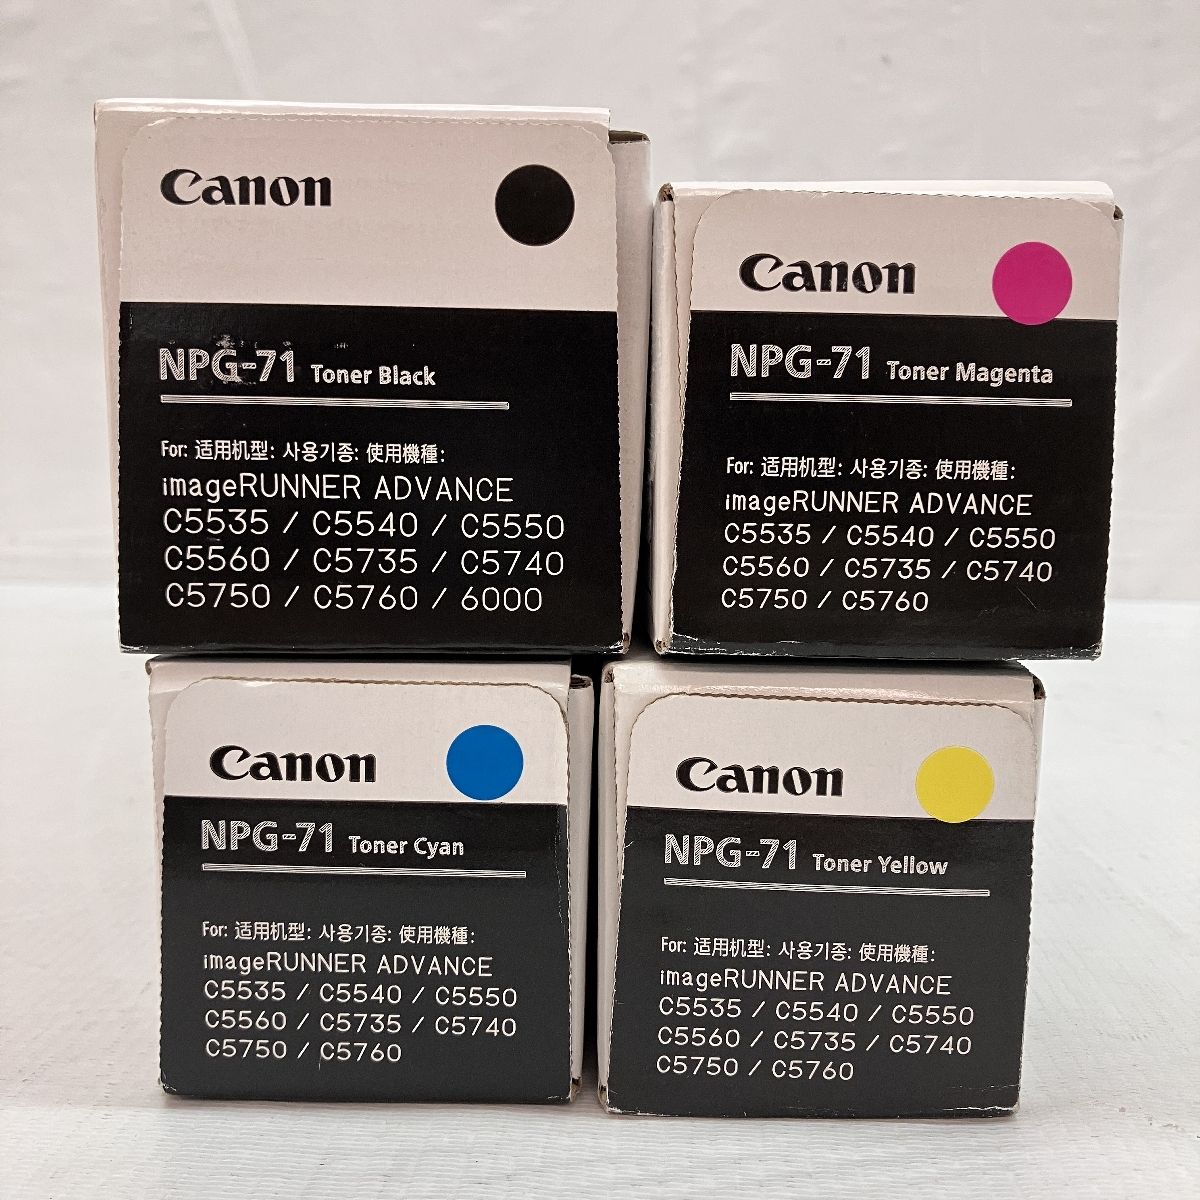 Canon
NPG-71 Toner Black
For: 适用机型: 사용기종: 使用機種:
imageRUNNER ADVANCE
C5535 / C5540 / C5550
C5560 / C5735 / C5740
C5750 / C5760 / 6000
Canon
NPG-71 Toner Magenta
For: 适用机型: 사용기종: 使用機種:
imageRUNNER ADVANCE
C5535 / C5540 / C5550
C5560 / C5735 / C5740
C5750 / C5760
Canon
NPG-71 Toner Cyan
For: 适用机型: 사용기종: 使用機種:
imageRUNNER ADVANCE
C5535 / C5540 / C5550
C5560 / C5735 / C5740
C5750 / C5760
Canon
NPG-71 Toner Yellow
For: 适用机型: 사용기종: 使用機種:
imageRUNNER ADVANCE
C5535 / C5540 / C5550
C5560 / C5735 / C5740
C5750 / C5760